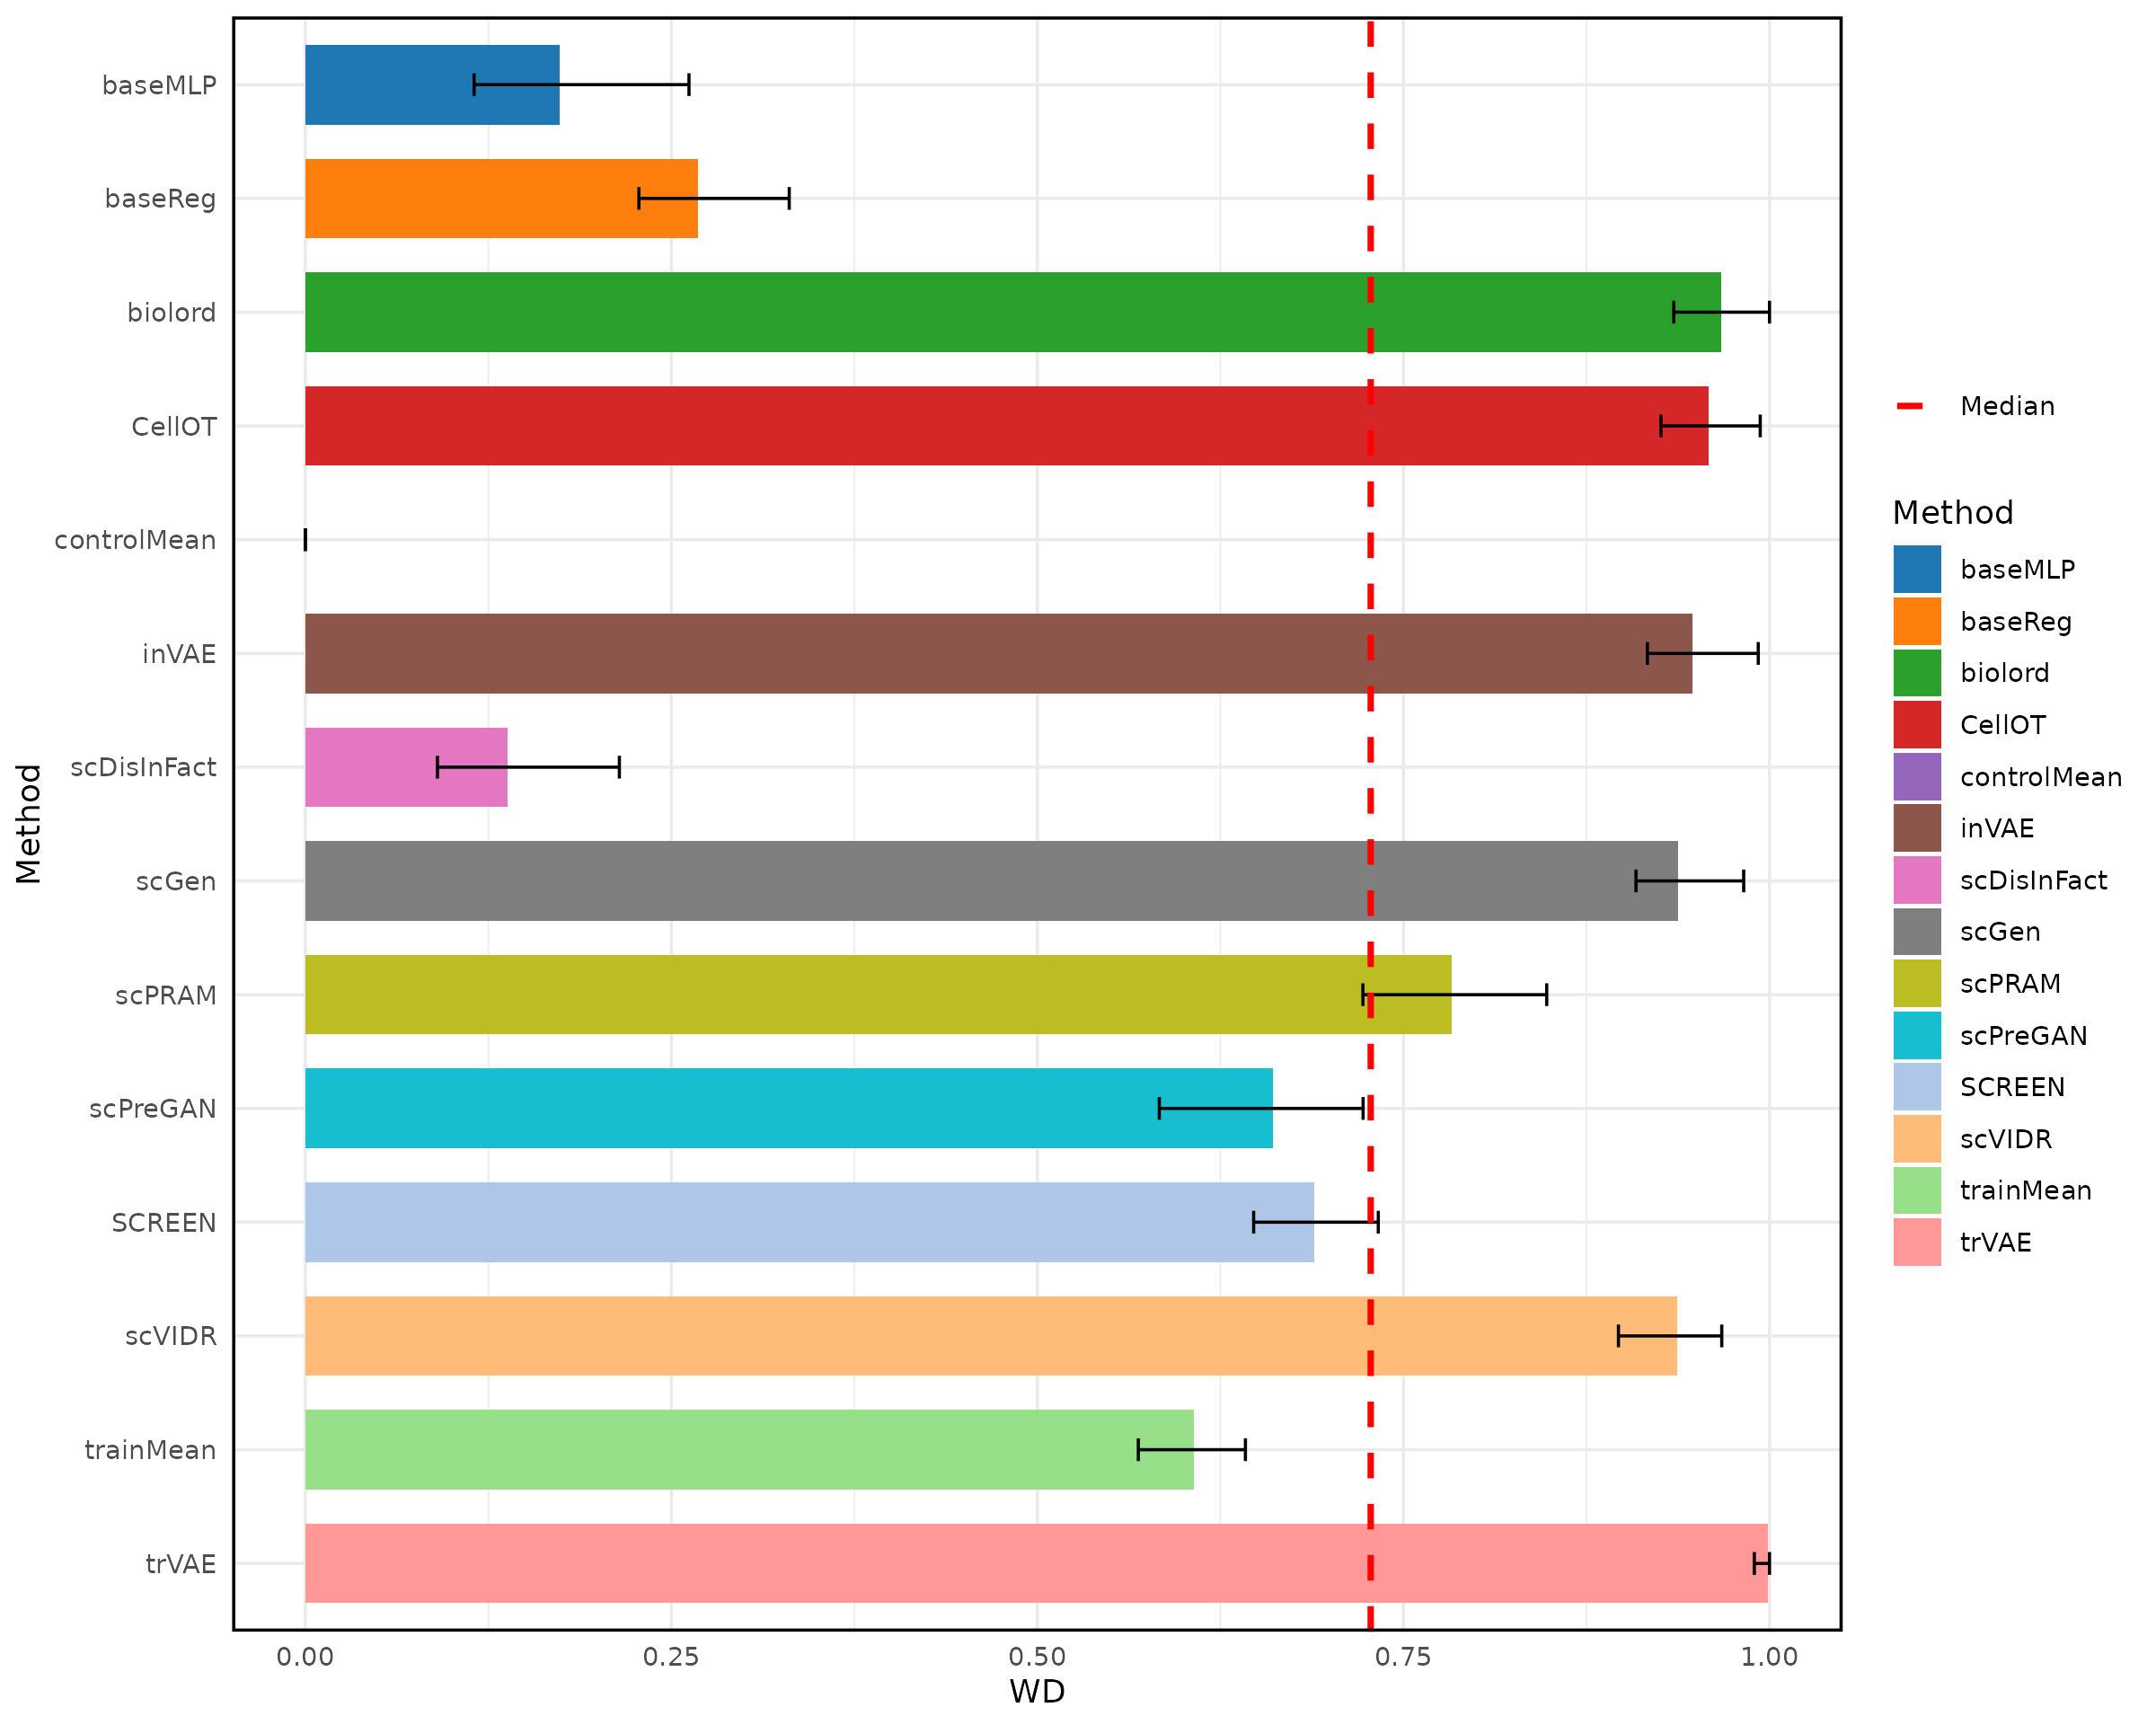 Method
baseMLP
baseReg
biolord
CellOT
controlMean
inVAE
scDisInFact
scGen
scPRAM
scPreGAN
SCREEN
scVIDR
trainMean
trVAE
0.00 0.25 0.50 0.75 1.00
WD
Median
Method
baseMLP
baseReg
biolord
CellOT
controlMean
inVAE
scDisInFact
scGen
scPRAM
scPreGAN
SCREEN
scVIDR
trainMean
trVAE